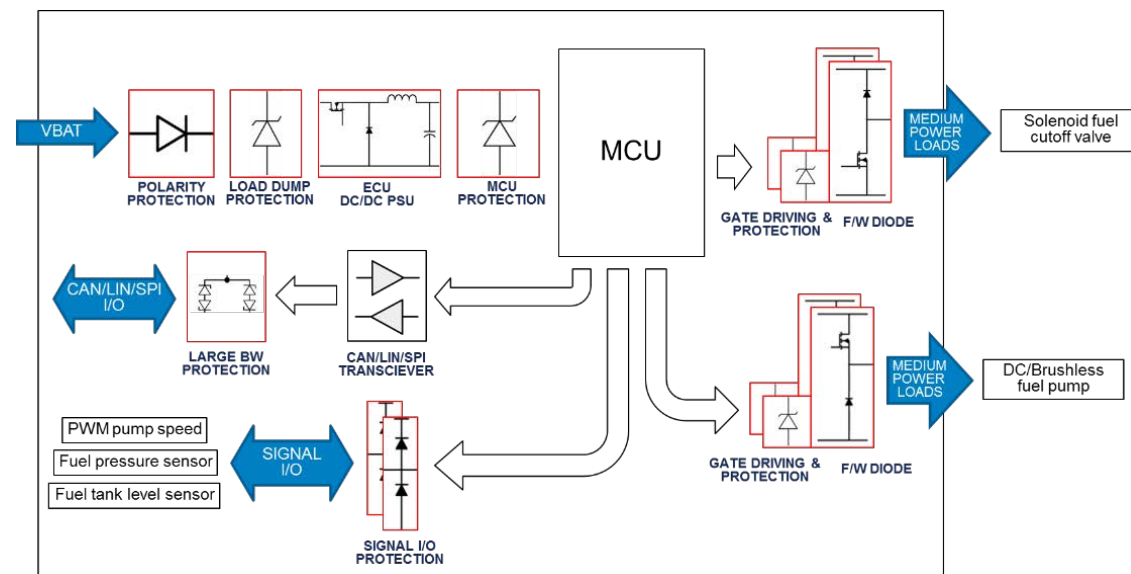 VBAT
POLARITY
PROTECTION
LOAD DUMP
PROTECTION
ECU
DC/DC PSU
MCU
PROTECTION
MCU
GATE DRIVING &
PROTECTION
F/W DIODE
MEDIUM
POWER
LOADS
Solenoid fuel
cutoff valve
CAN/LIN/SPI
I/O
LARGE BW
PROTECTION
CAN/LIN/SPI
TRANSCIEVER
GATE DRIVING &
PROTECTION
F/W DIODE
MEDIUM
POWER
LOADS
DC/Brushless
fuel pump
PWM pump speed
Fuel pressure sensor
Fuel tank level sensor
SIGNAL
I/O
SIGNAL I/O
PROTECTION